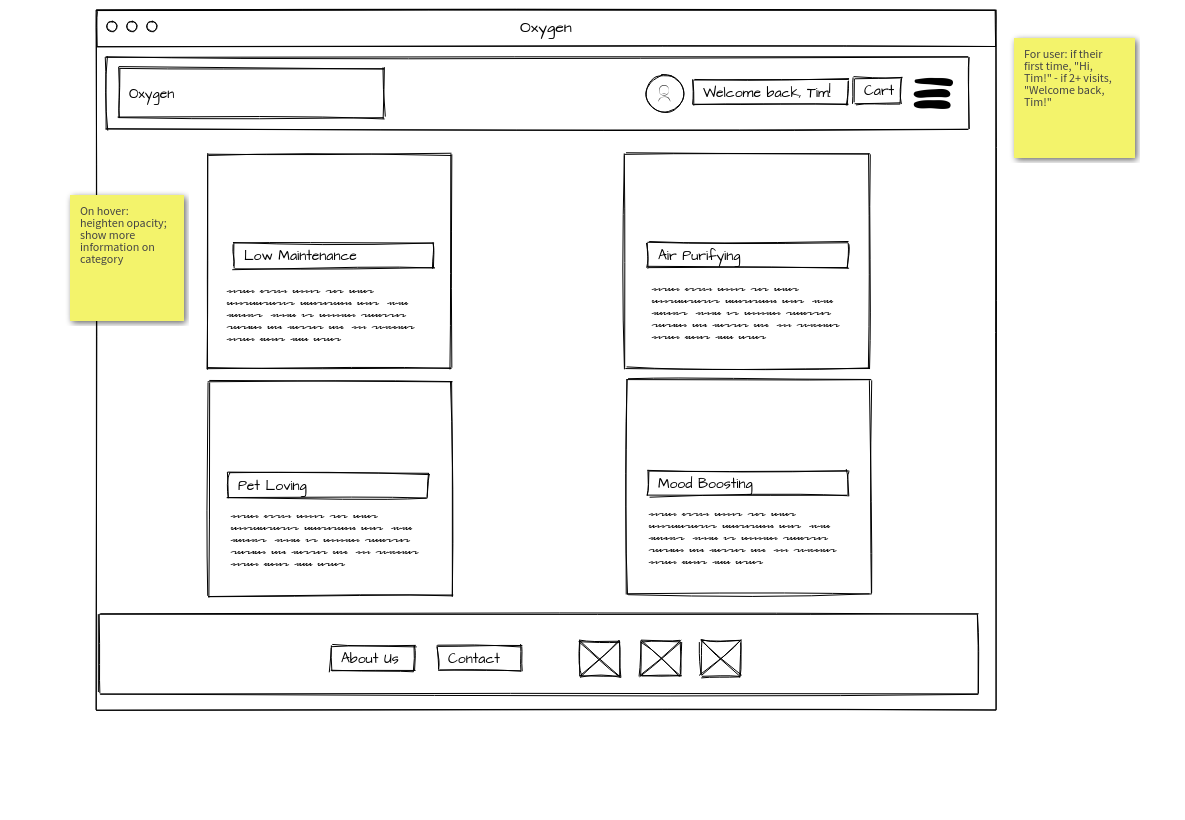 Oxygen
Oxygen
Welcome back, Tim!
Cart
For user: if their
first time, "Hi,
Tim!" - if 2+ visits,
"Welcome back,
Tim!"
On hover:
heighten opacity;
show more
information on
category
Low Maintenance
Air Purifying
Pet Loving
Mood Boosting
About Us
Contact